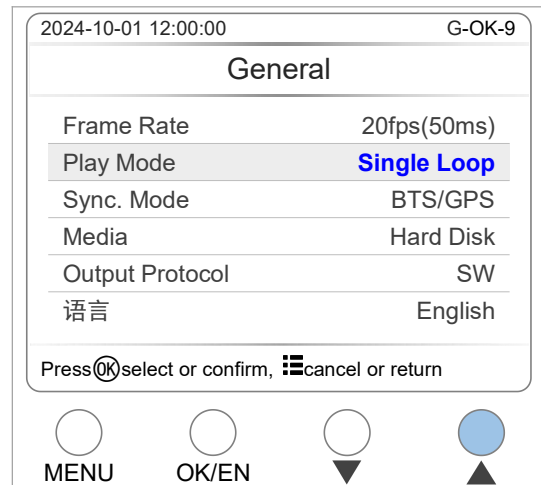 2024-10-01 12:00:00 G-OK-9
General
Frame Rate 20fps(50ms)
Play Mode Single Loop
Sync. Mode BTS/GPS
Media Hard Disk
Output Protocol SW
语言 English
Press OK select or confirm, cancel or return
MENU OK/EN